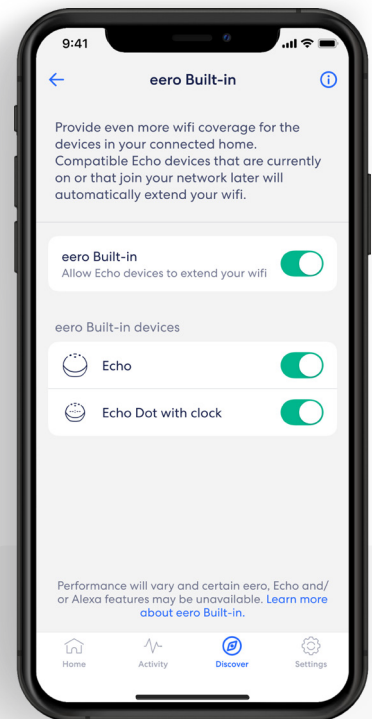 9:41
eero Built-in
Provide even more wifi coverage for the
devices in your connected home.
Compatible Echo devices that are currently
on or that join your network later will
automatically extend your wifi.
eero Built-in
Allow Echo devices to extend your wifi
eero Built-in devices
Echo
Echo Dot with clock
Performance will vary and certain eero, Echo and/
or Alexa features may be unavailable. Learn more
about eero Built-in.
Home Activity Discover Settings